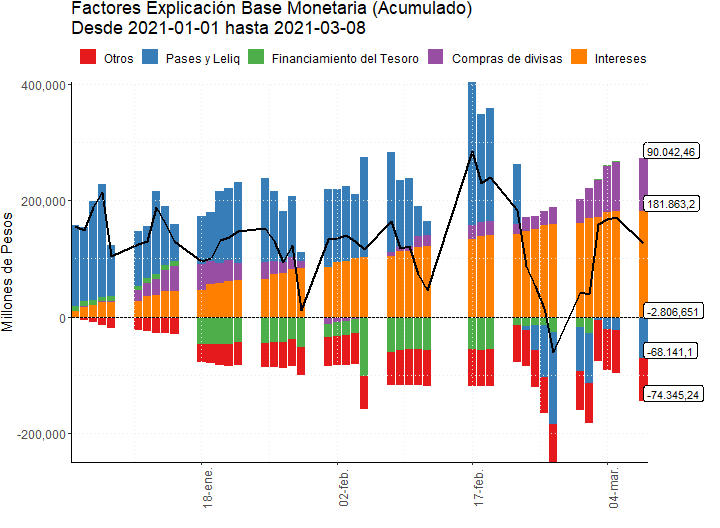 Factores Explicación Base Monetaria (Acumulado)
Desde 2021-01-01 hasta 2021-03-08
Otros Pases y Leliq Financiamiento del Tesoro Compras de divisas Intereses
Millones de Pesos
400,000
200,000
0
-200,000
90.042,46
181.863,2
-2.806,651
-68.141,1
-74.345,24
18-ene.
02-feb.
17-feb.
04-mar.